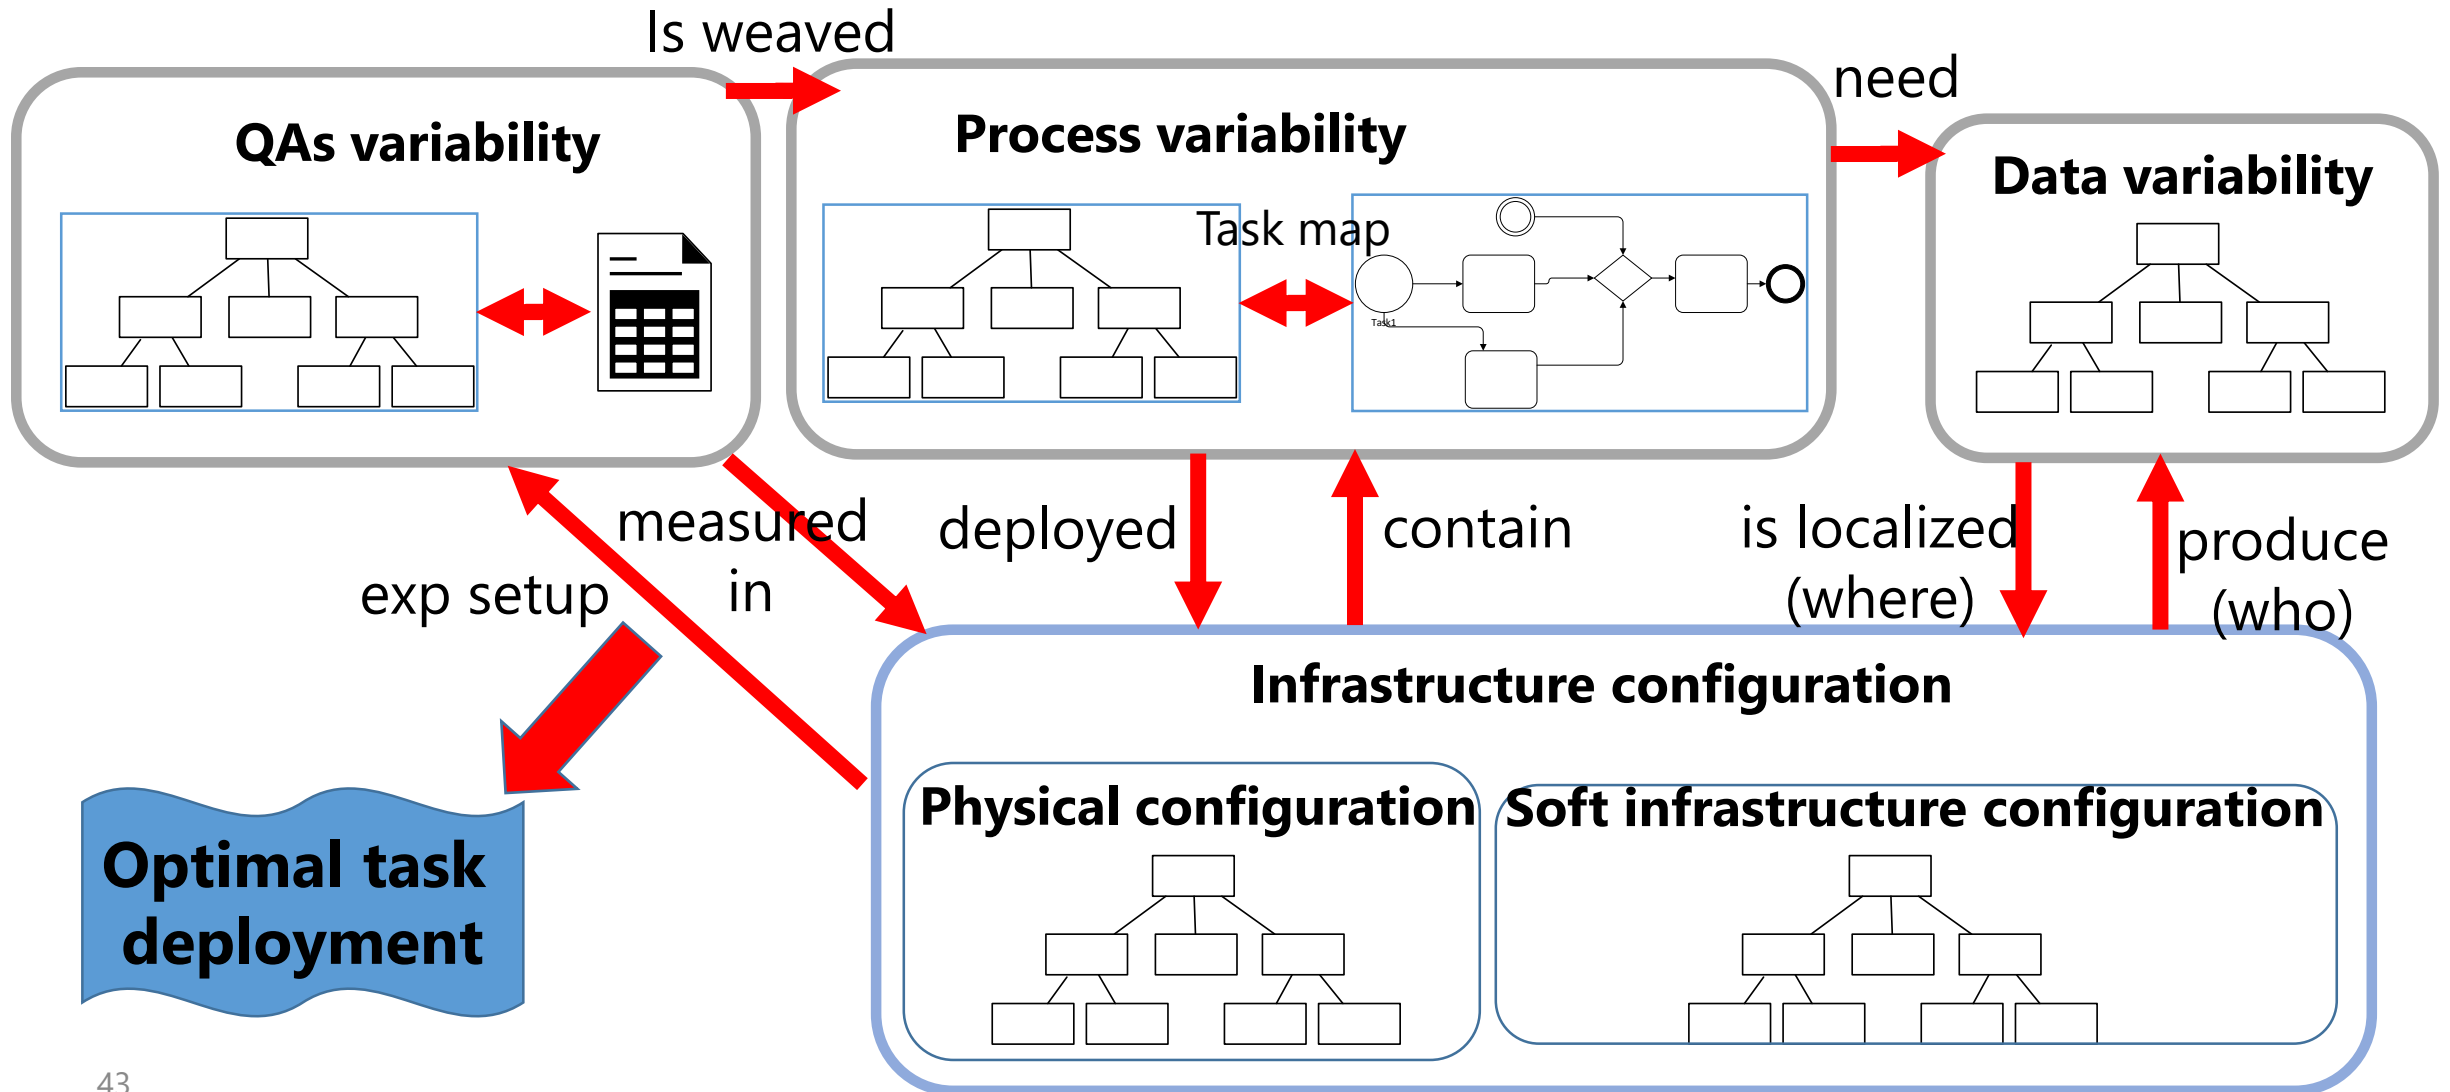 Is weaved
QAs variability
Process variability
need
Data variability
Task map
Task1
measured
in
exp setup
deployed
contain
is localized
(where)
produce
(who)
Infrastructure configuration
Physical configuration
Soft infrastructure configuration
Optimal task
deployment
43